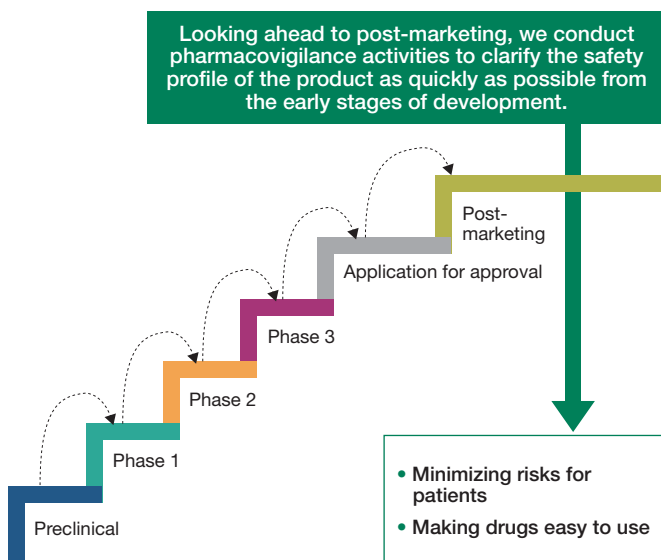 Looking ahead to post-marketing, we conduct
pharmacovigilance activities to clarify the safety
profile of the product as quickly as possible from
the early stages of development.
Post-
marketing
Application for approval
Phase 3
Phase 2
Phase 1
Preclinical
• Minimizing risks for
patients
• Making drugs easy to use